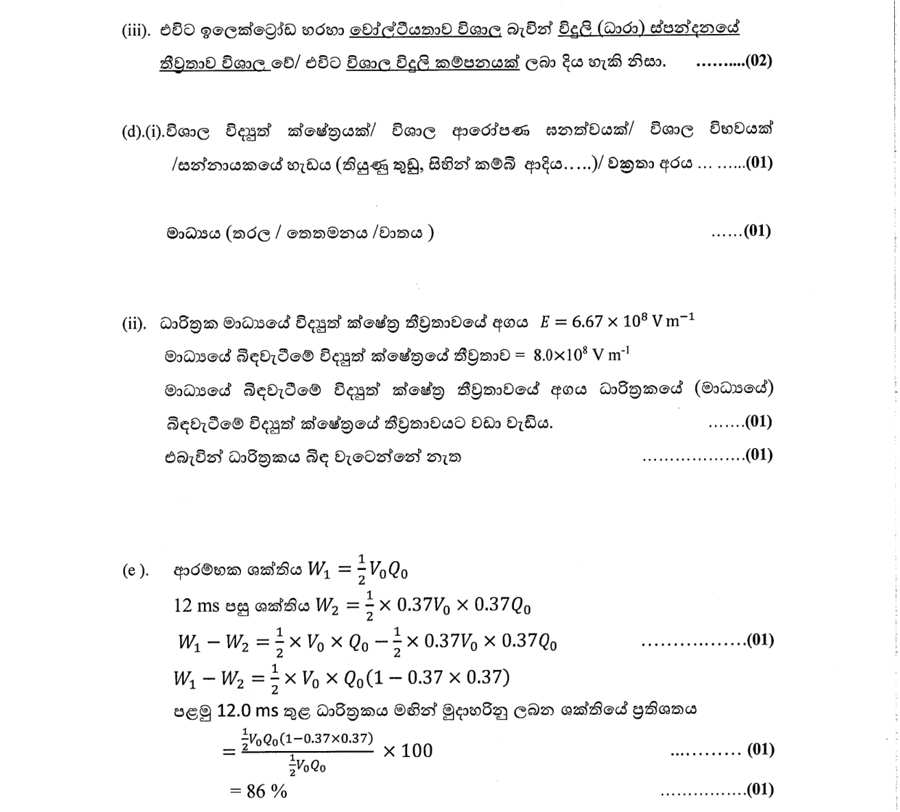 (iii). එවිට ඉලෙක්ට්‍රෝඩ හරහා වෝල්ටීයතාව විශාල බැවින් විදුලි (ධාරා) ස්පන්දනයේ
තීව්‍රතාව විශාල වේ/ එවිට විශාල විදුලි කම්පනයක් ලබා දිය හැකි නිසා. ..........(02)
(d).(i).විශාල විද්‍යුත් ක්ෂේත්‍රයක්/ විශාල ආරෝපණ ඝනත්වයක්/ විශාල විභවයක්
/සන්නායකයේ හැඩය (තියුණු තුඩු, සිහින් කම්බි ආදිය.....)/ වක්‍රතා අරය ... ......(01)
මාධ්‍යය (තරල / තෙතමනය /වාතය ) ......(01)
(ii). ධාරිත්‍රක මාධ්‍යයේ විද්‍යුත් ක්ෂේත්‍ර තීව්‍රතාවයේ අගය E = 6.67 × 10⁸ V m⁻¹
මාධ්‍යයේ බිඳවැටීමේ විද්‍යුත් ක්ෂේත්‍රයේ තීව්‍රතාව = 8.0×10⁸ V m⁻¹
මාධ්‍යයේ බිඳවැටීමේ විද්‍යුත් ක්ෂේත්‍ර තීව්‍රතාවයේ අගය ධාරිත්‍රකයේ (මාධ්‍යයේ)
බිඳවැටීමේ විද්‍යුත් ක්ෂේත්‍රයේ තීව්‍රතාවයට වඩා වැඩිය. .......(01)
එබැවින් ධාරිත්‍රකය බිඳ වැටෙන්නේ නැත ...................(01)
(e ). ආරම්භක ශක්තිය W₁ = ½ V₀Q₀
12 ms පසු ශක්තිය W₂ = ½ × 0.37V₀ × 0.37Q₀
W₁ − W₂ = ½ × V₀ × Q₀ − ½ × 0.37V₀ × 0.37Q₀ ...................(01)
W₁ − W₂ = ½ × V₀ × Q₀(1 − 0.37 × 0.37)
පළමු 12.0 ms තුළ ධාරිත්‍රකය මඟින් මුදාහරිනු ලබන ශක්තියේ ප්‍රතිශතය
= ½V₀Q₀(1−0.37×0.37) / ½V₀Q₀ × 100 ............. (01)
= 86 % ................(01)